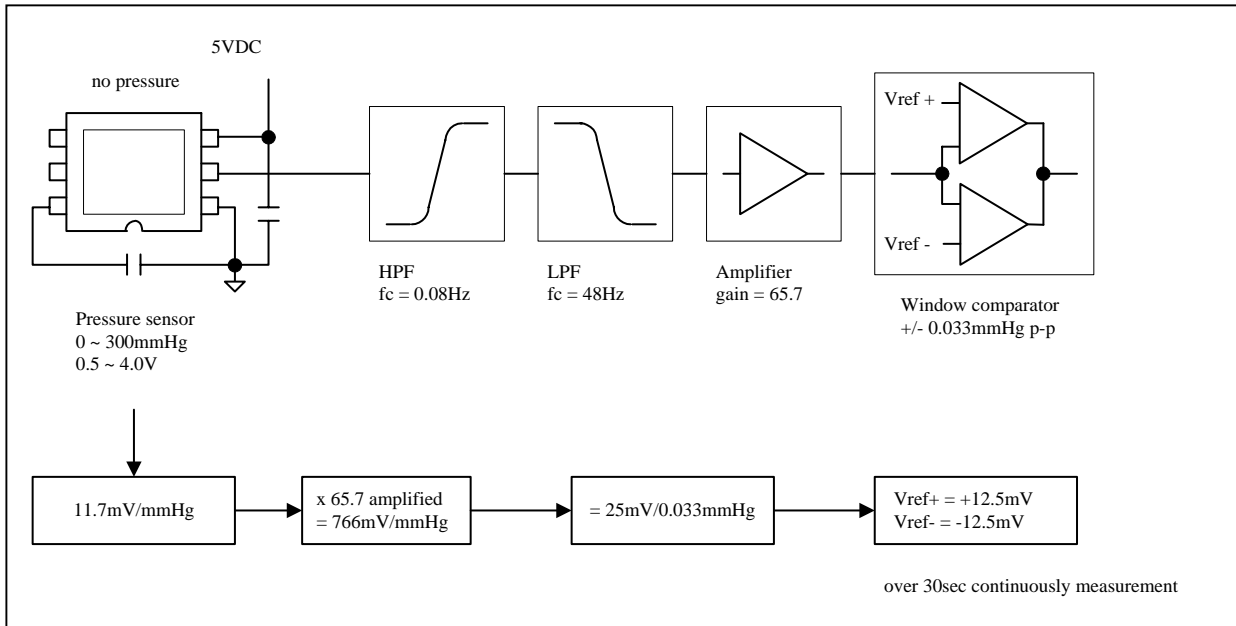 5VDC
no pressure
Vref +
Vref -
HPF
fc = 0.08Hz
LPF
fc = 48Hz
Amplifier
gain = 65.7
Window comparator
+/- 0.033mmHg p-p
Pressure sensor
0 ~ 300mmHg
0.5 ~ 4.0V
11.7mV/mmHg
x 65.7 amplified
= 766mV/mmHg
= 25mV/0.033mmHg
Vref+ = +12.5mV
Vref- = -12.5mV
over 30sec continuously measurement